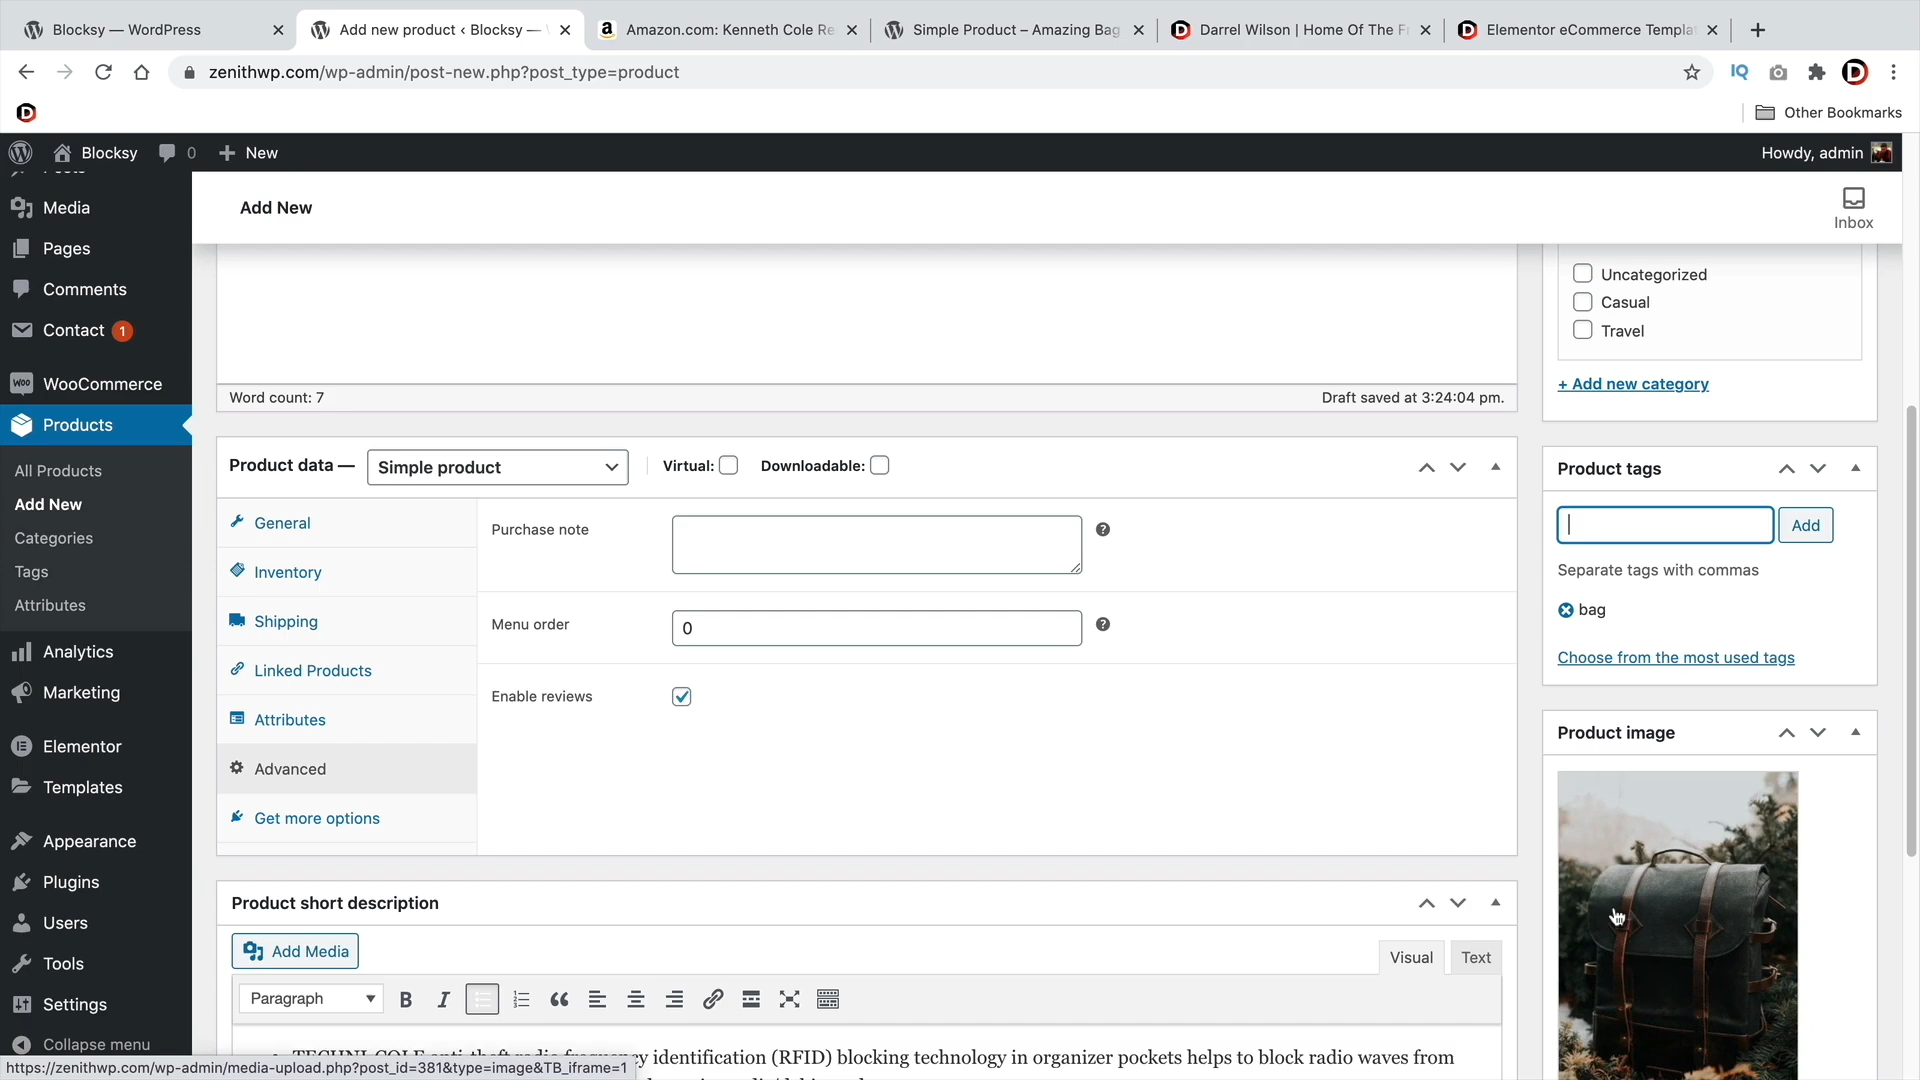 Blocksy — WordPress
Add new product ‹ Blocksy —
Amazon.com: Kenneth Cole Re
Simple Product – Amazing Bag
Darrel Wilson | Home Of The F
Elementor eCommerce Templat
zenithwp.com/wp-admin/post-new.php?post_type=product
IQ
Other Bookmarks
Blocksy
0
New
Howdy, admin
Posts
Media
Pages
Comments
Contact 1
WooCommerce
Products
All Products
Add New
Categories
Tags
Attributes
Analytics
Marketing
Elementor
Templates
Appearance
Plugins
Users
Tools
Settings
Collapse menu
https://zenithwp.com/wp-admin/media-upload.php?post_id=381&type=image&TB_iframe=1
Add New
Inbox
Word count: 7
Draft saved at 3:24:04 pm.
Product data —
Simple product
Virtual:
Downloadable:
General
Inventory
Shipping
Linked Products
Attributes
Advanced
Get more options
Purchase note
Menu order
0
Enable reviews
Product short description
Add Media
Visual
Text
Paragraph
TECHNI-COLE anti-theft radio frequency identification (RFID) blocking technology in organizer pockets helps to block radio waves from
Uncategorized
Casual
Travel
+ Add new category
Product tags
Add
Separate tags with commas
bag
Choose from the most used tags
Product image